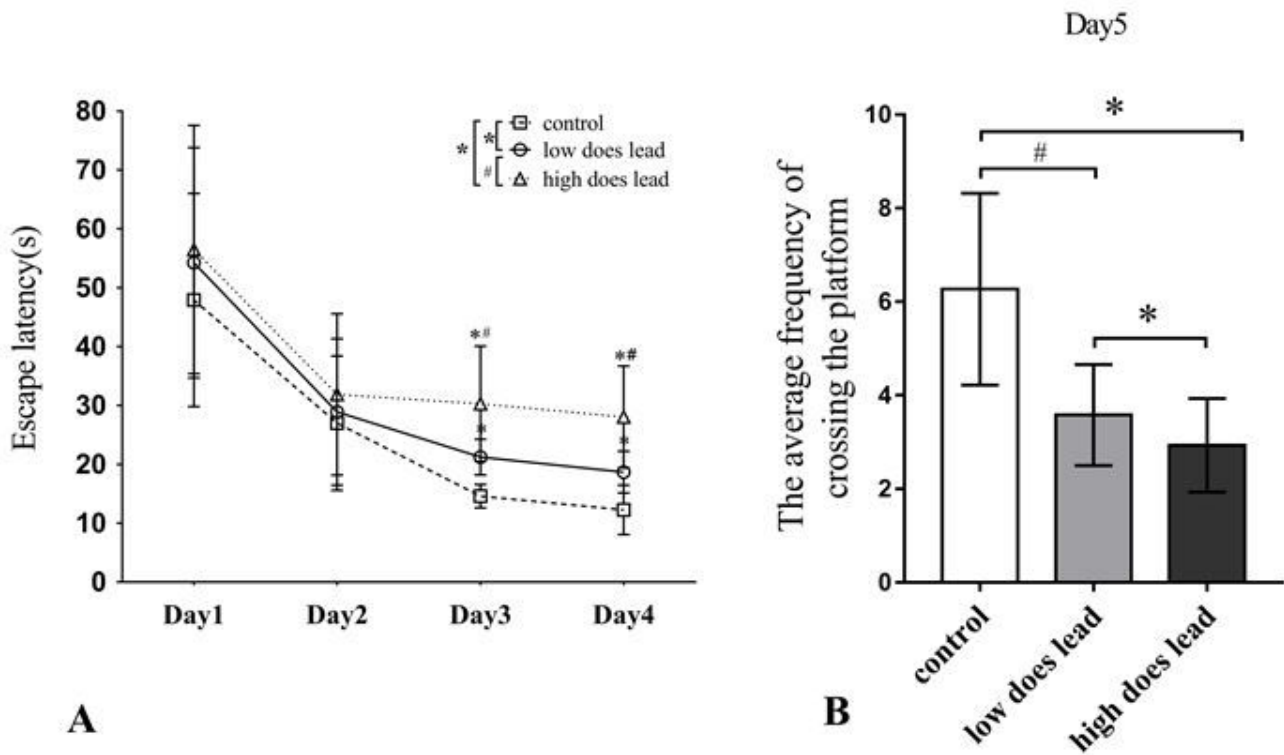 Escape latency(s)
80
70
60
50
40
30
20
10
0
* * control
low does lead
# high does lead
*#
*
*#
*
Day1 Day2 Day3 Day4
A
Day5
The average frequency of
crossing the platform
10
8
6
4
2
0
*
#
*
control
low does lead
high does lead
B